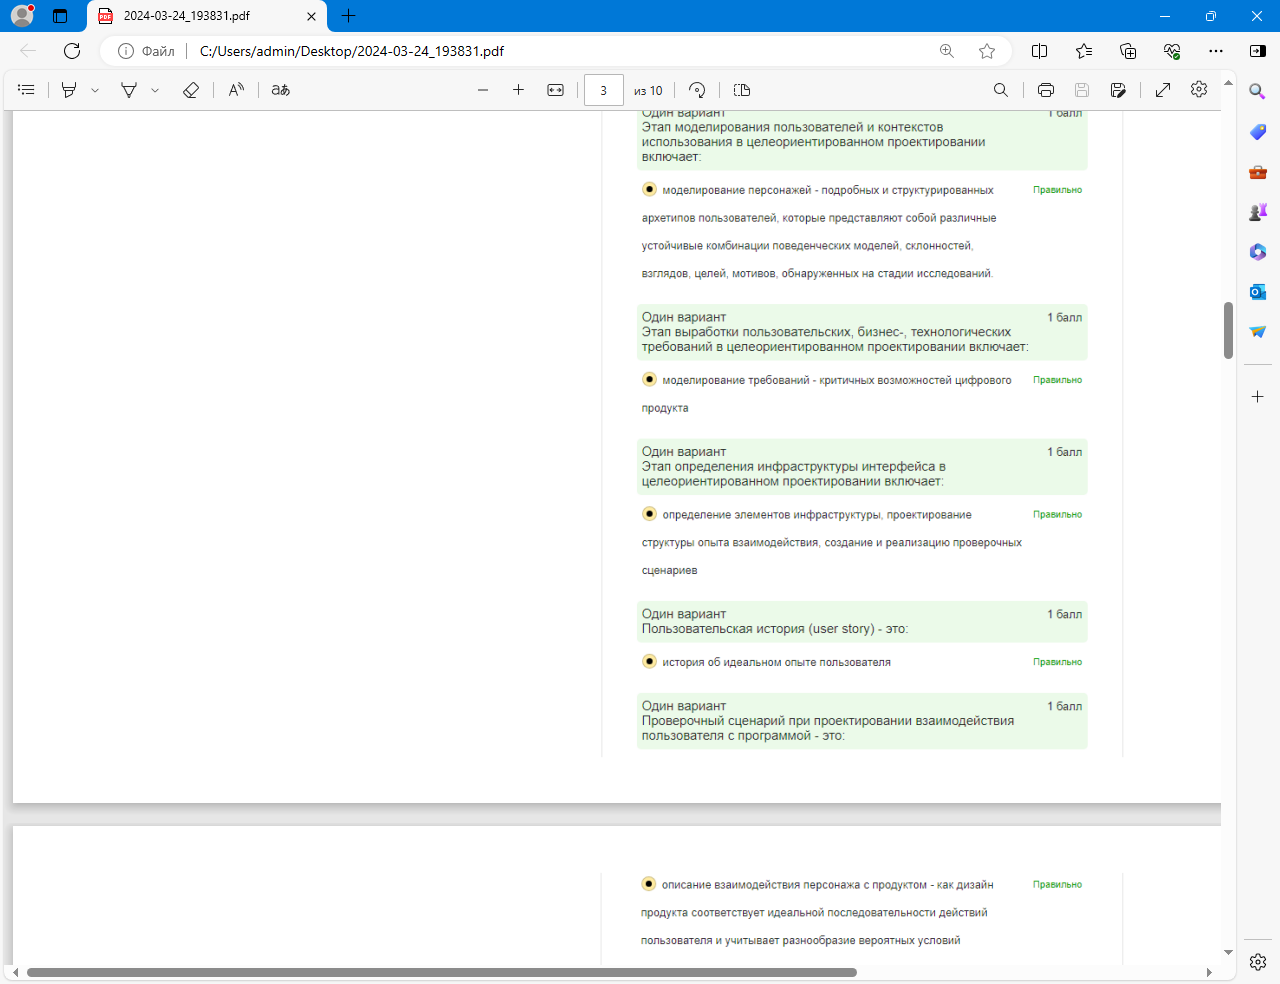 2024-03-24_193831.pdf
Файл
C:/Users/admin/Desktop/2024-03-24_193831.pdf
3
из 10
Один вариант
1 балл
Этап моделирования пользователей и контекстов
использования в целеориентированном проектировании
включает:
моделирование персонажей - подробных и структурированных
Правильно
архетипов пользователей, которые представляют собой различные
устойчивые комбинации поведенческих моделей, склонностей,
взглядов, целей, мотивов, обнаруженных на стадии исследований.
Один вариант
1 балл
Этап выработки пользовательских, бизнес-, технологических
требований в целеориентированном проектировании включает:
моделирование требований - критичных возможностей цифрового
Правильно
продукта
Один вариант
1 балл
Этап определения инфраструктуры интерфейса в
целеориентированном проектировании включает:
определение элементов инфраструктуры, проектирование
Правильно
структуры опыта взаимодействия, создание и реализацию проверочных
сценариев
Один вариант
1 балл
Пользовательская история (user story) - это:
история об идеальном опыте пользователя
Правильно
Один вариант
1 балл
Проверочный сценарий при проектировании взаимодействия
пользователя с программой - это:
описание взаимодействия персонажа с продуктом - как дизайн
Правильно
продукта соответствует идеальной последовательности действий
пользователя и учитывает разнообразие вероятных условий